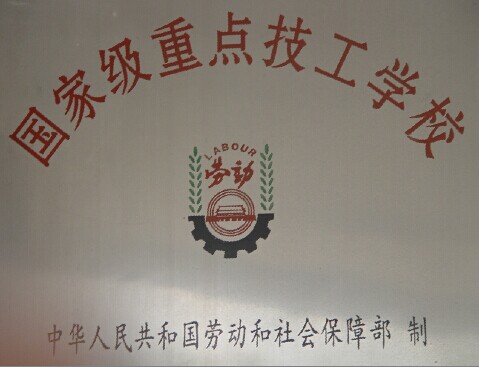 国家级重点技工学校
LABOUR
劳动
中华人民共和国劳动和社会保障部 制